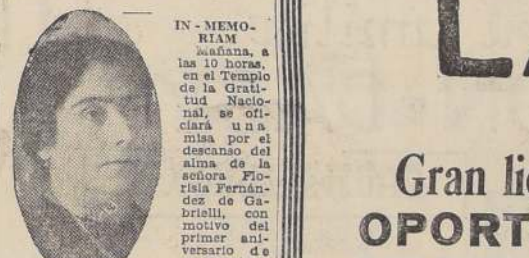 IN - MEMO-
RIAM
Mañana, a
las 10 horas,
en el Templo
de la Grati-
tud Nacio-
nal, se ofi-
ciará una
misa por el
descanso del
alma de la
señora Flo-
risia Fernán-
dez de Ga-
brielli, con
motivo del
primer ani-
versario de
Gran
OPORT